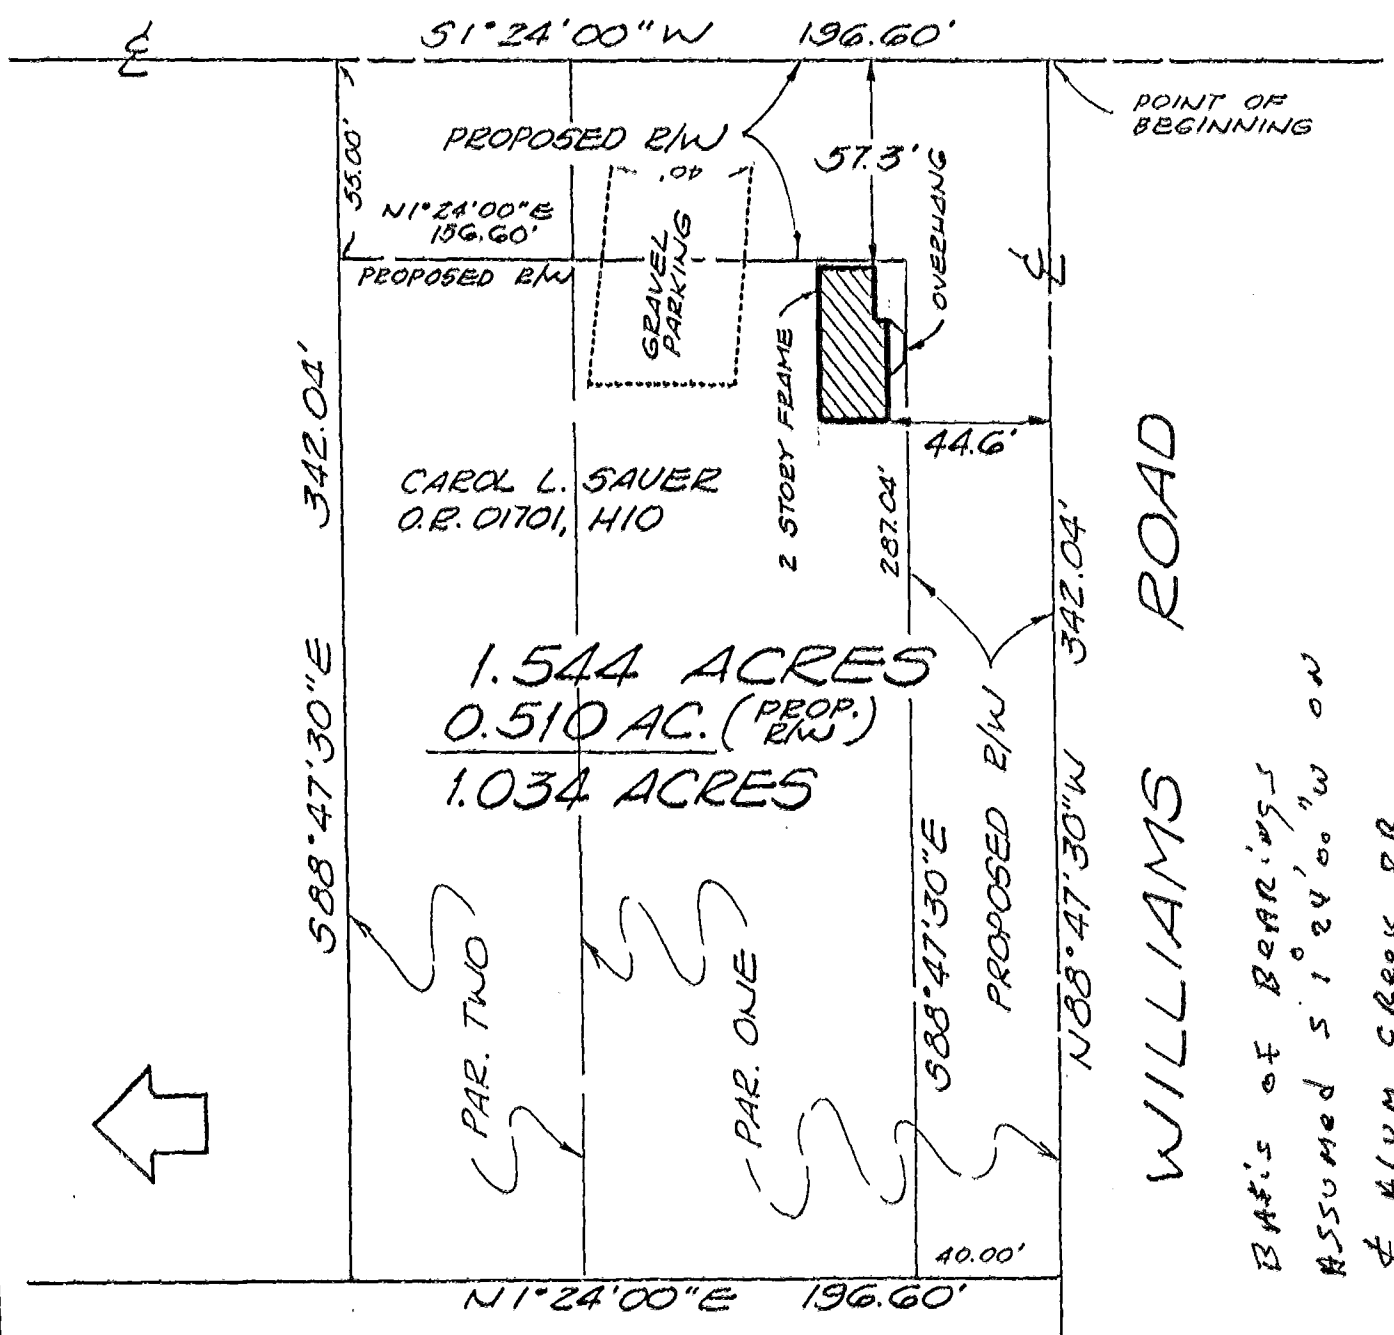 S1°24'00"W 196.60'
℄
POINT OF
BEGINNING
PROPOSED R/W
57.3'
OVERHANG
55.00'
40'
N1°24'00"E
156.60'
PROPOSED R/W
GRAVEL
PARKING
℄
2 STORY FRAME
44.6'
342.04'
CAROL L. SAUER
O.R. 01701, H10
287.04'
342.04'
WILLIAMS ROAD
1.544 ACRES
0.510 AC. (PROP.
R/W)
1.034 ACRES
S88°47'30"E
PAR. TWO
PAR. ONE
S88°47'30"E
PROPOSED R/W
N88°47'30"W
BASIS OF BEARINGS
ASSUMED S 1°24'00"W ON
℄ ALUM CREEK DR
40.00'
N1°24'00"E 196.60'